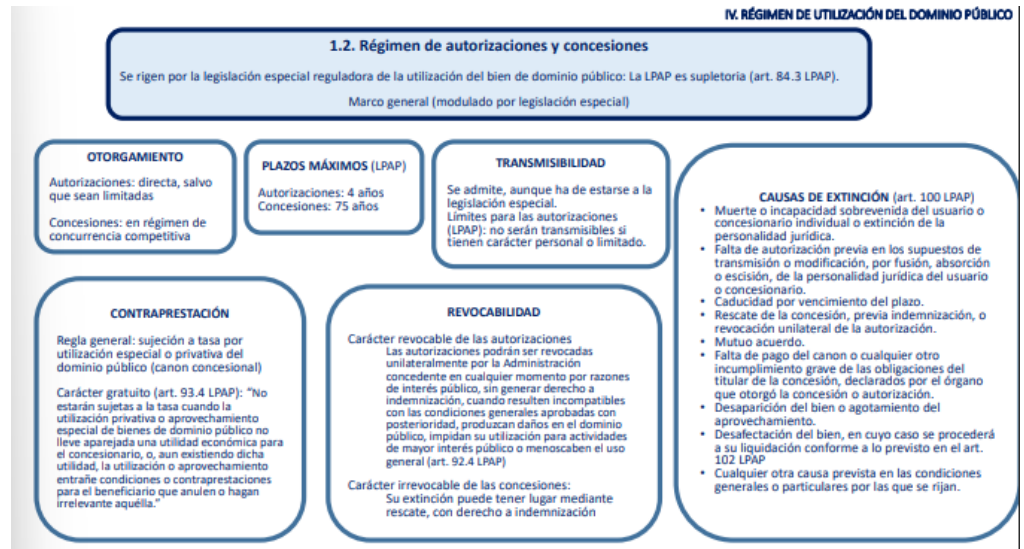 IV. RÉGIMEN DE UTILIZACIÓN DEL DOMINIO PÚBLICO
1.2. Régimen de autorizaciones y concesiones
Se rigen por la legislación especial reguladora de la utilización del bien de dominio público: La LPAP es supletoria (art. 84.3 LPAP).
Marco general (modulado por legislación especial)
OTORGAMIENTO
Autorizaciones: directa, salvo
que sean limitadas
Concesiones: en régimen de
concurrencia competitiva
PLAZOS MÁXIMOS (LPAP)
Autorizaciones: 4 años
Concesiones: 75 años
TRANSMISIBILIDAD
Se admite, aunque ha de estarse a la
legislación especial.
Límites para las autorizaciones
(LPAP): no serán transmisibles si
tienen carácter personal o limitado.
CAUSAS DE EXTINCIÓN (art. 100 LPAP)
• Muerte o incapacidad sobrevenida del usuario o
concesionario individual o extinción de la
personalidad jurídica.
• Falta de autorización previa en los supuestos de
transmisión o modificación, por fusión, absorción
o escisión, de la personalidad jurídica del usuario
o concesionario.
• Caducidad por vencimiento del plazo.
• Rescate de la concesión, previa indemnización, o
revocación unilateral de la autorización.
• Mutuo acuerdo.
• Falta de pago del canon o cualquier otro
incumplimiento grave de las obligaciones del
titular de la concesión, declarados por el órgano
que otorgó la concesión o autorización.
• Desaparición del bien o agotamiento del
aprovechamiento.
• Desafectación del bien, en cuyo caso se procederá
a su liquidación conforme a lo previsto en el art.
102 LPAP
• Cualquier otra causa prevista en las condiciones
generales o particulares por las que se rijan.
CONTRAPRESTACIÓN
Regla general: sujeción a tasa por
utilización especial o privativa del
dominio público (canon concesional)
Carácter gratuito (art. 93.4 LPAP): “No
estarán sujetas a la tasa cuando la
utilización privativa o aprovechamiento
especial de bienes de dominio público no
lleve aparejada una utilidad económica para
el concesionario, o, aun existiendo dicha
utilidad, la utilización o aprovechamiento
entrañe condiciones o contraprestaciones
para el beneficiario que anulen o hagan
irrelevante aquélla.”
REVOCABILIDAD
Carácter revocable de las autorizaciones
Las autorizaciones podrán ser revocadas
unilateralmente por la Administración
concedente en cualquier momento por razones
de interés público, sin generar derecho a
indemnización, cuando resulten incompatibles
con las condiciones generales aprobadas con
posterioridad, produzcan daños en el dominio
público, impidan su utilización para actividades
de mayor interés público o menoscaben el uso
general (art. 92.4 LPAP)
Carácter irrevocable de las concesiones:
Su extinción puede tener lugar mediante
rescate, con derecho a indemnización